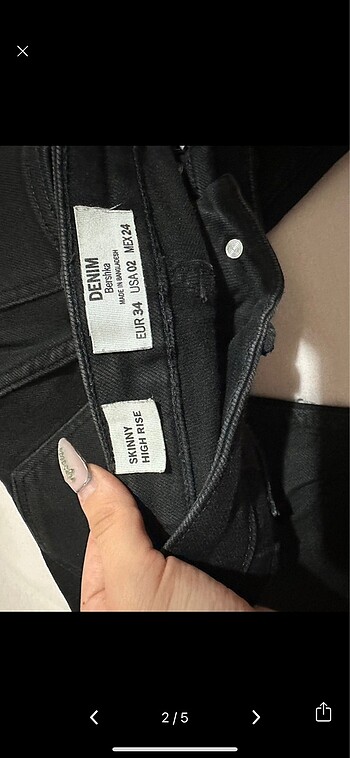 DENIM
Bershka
MADE IN BANGLADESH
EUR 34 USA 02 MEX 24
SKINNY
HIGH RISE
2/5